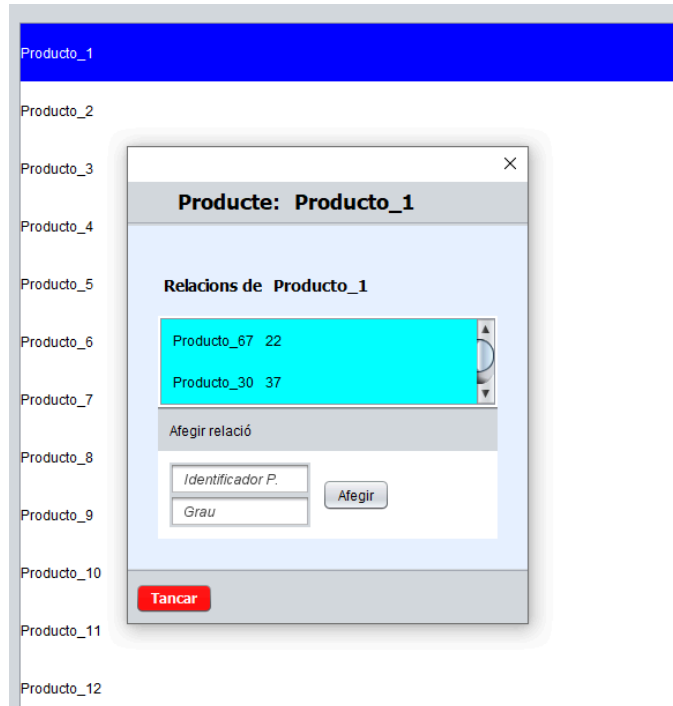 Producto_1
Producto_2
Producto_3
Producto_4
Producto_5
Producto_6
Producto_7
Producto_8
Producto_9
Producto_10
Producto_11
Producto_12
Producte: Producto_1
Relacions de Producto_1
Producto_67 22
Producto_30 37
Afegir relació
Identificador P.
Grau
Afegir
Tancar